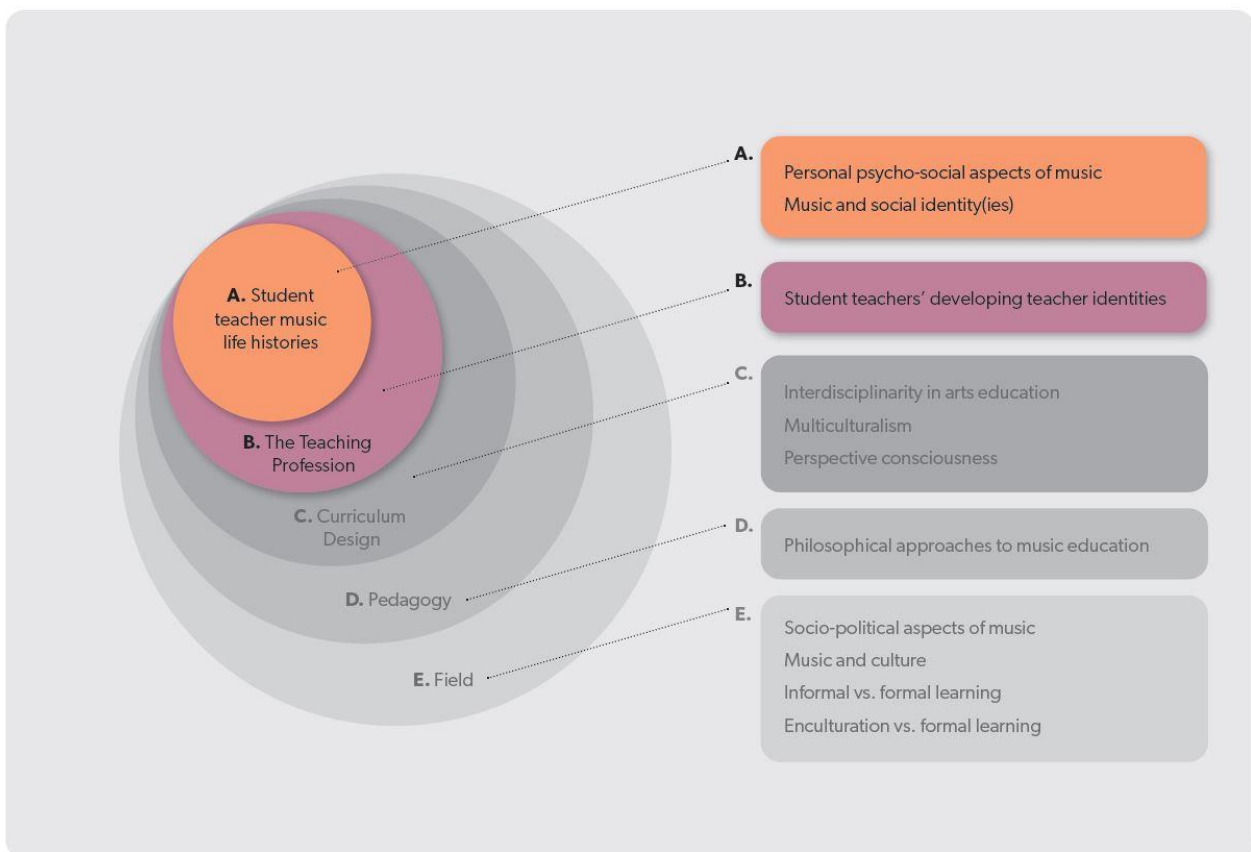 A. Student
teacher music
life histories
B. The Teaching
Profession
C. Curriculum
Design
D. Pedagogy
E. Field
A.
Personal psycho-social aspects of music
Music and social identity(ies)
B.
Student teachers’ developing teacher identities
C.
Interdisciplinarity in arts education
Multiculturalism
Perspective consciousness
D.
Philosophical approaches to music education
E.
Socio-political aspects of music
Music and culture
Informal vs. formal learning
Enculturation vs. formal learning